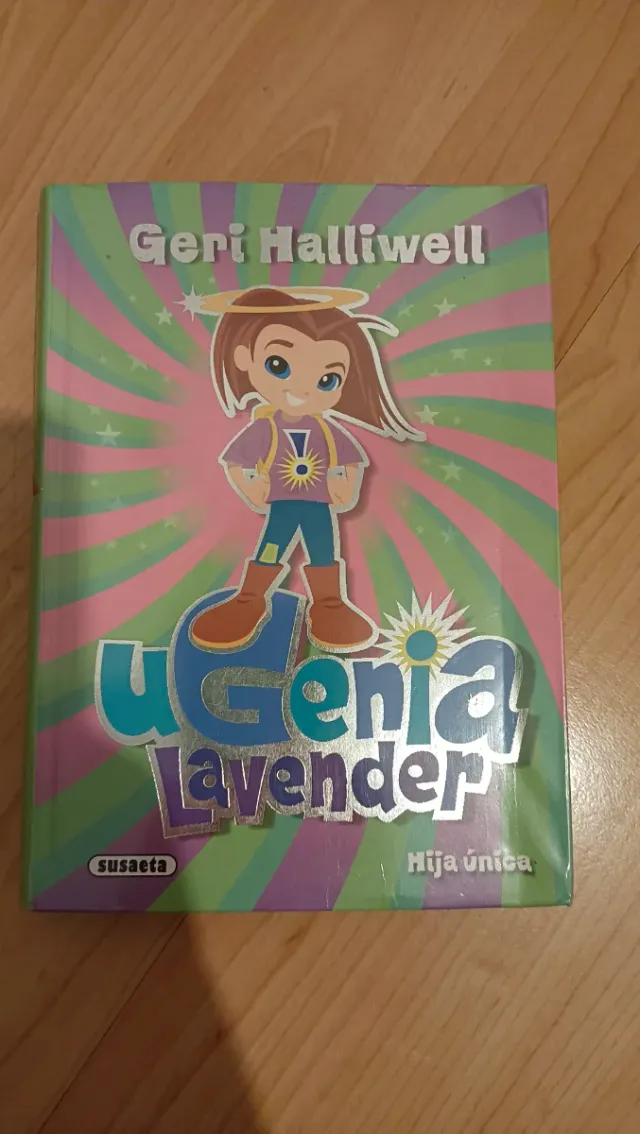 Geri Halliwell
uGenia
Lavender
susaeta
Hija única